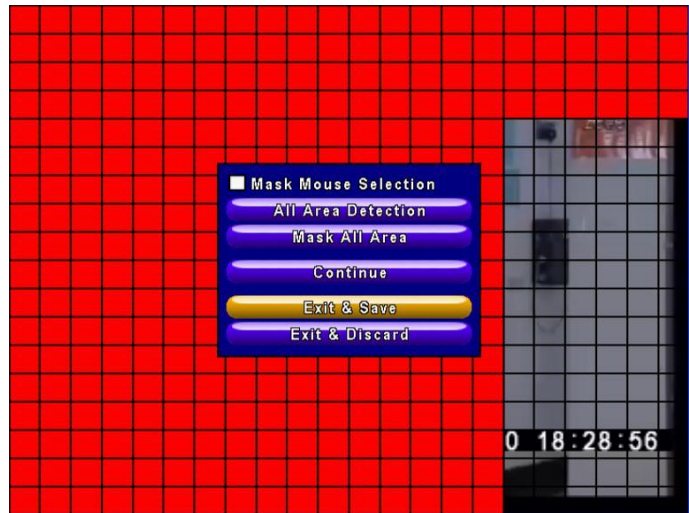 Mask Mouse Selection
All Area Detection
Mask All Area
Continue
Exit & Save
Exit & Discard
0 18:28:56